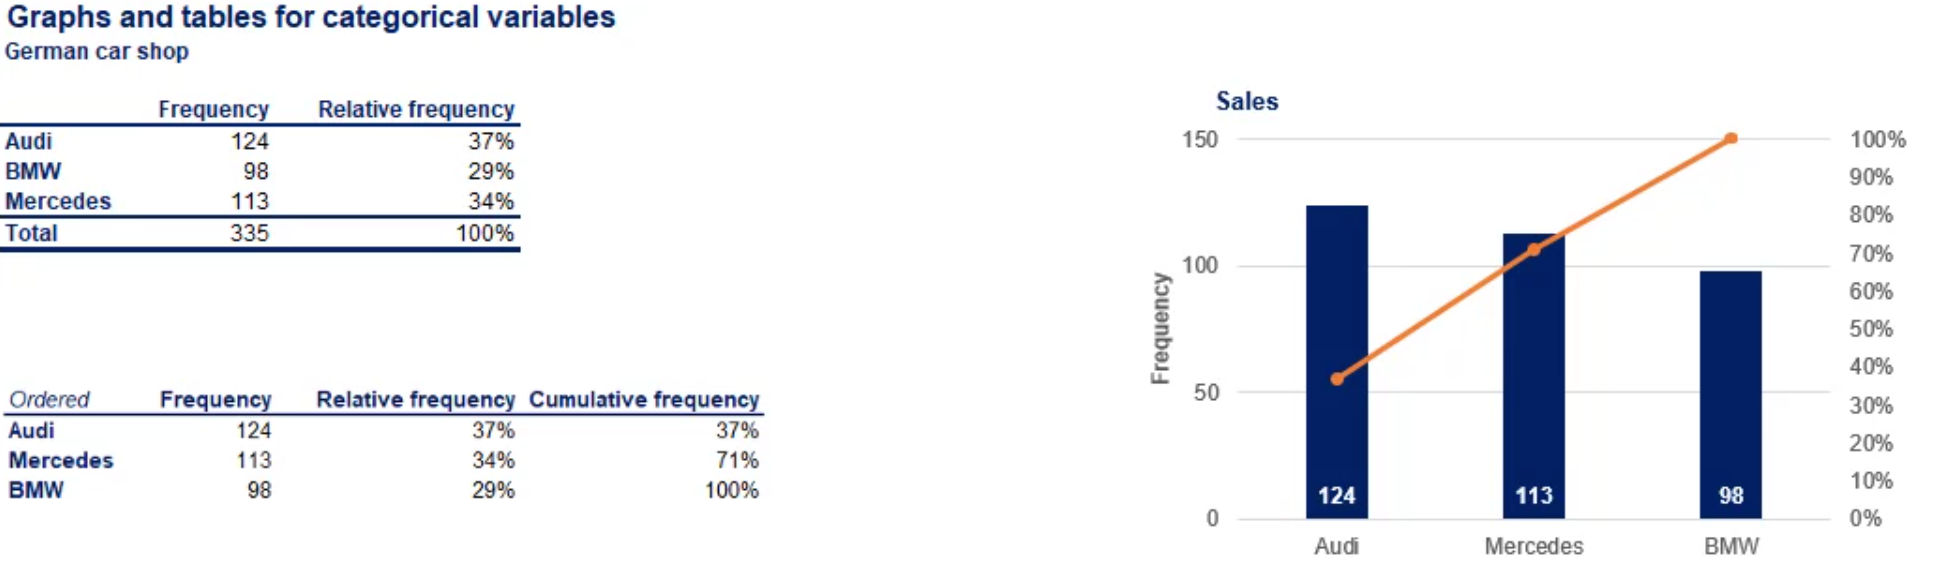 Graphs and tables for categorical variables
German car shop
Frequency Relative frequency
Audi 124 37%
BMW 98 29%
Mercedes 113 34%
Total 335 100%
Ordered Frequency Relative frequency Cumulative frequency
Audi 124 37% 37%
Mercedes 113 34% 71%
BMW 98 29% 100%
Sales
Frequency
150
100
50
0
100%
90%
80%
70%
60%
50%
40%
30%
20%
10%
0%
124 113 98
Audi Mercedes BMW